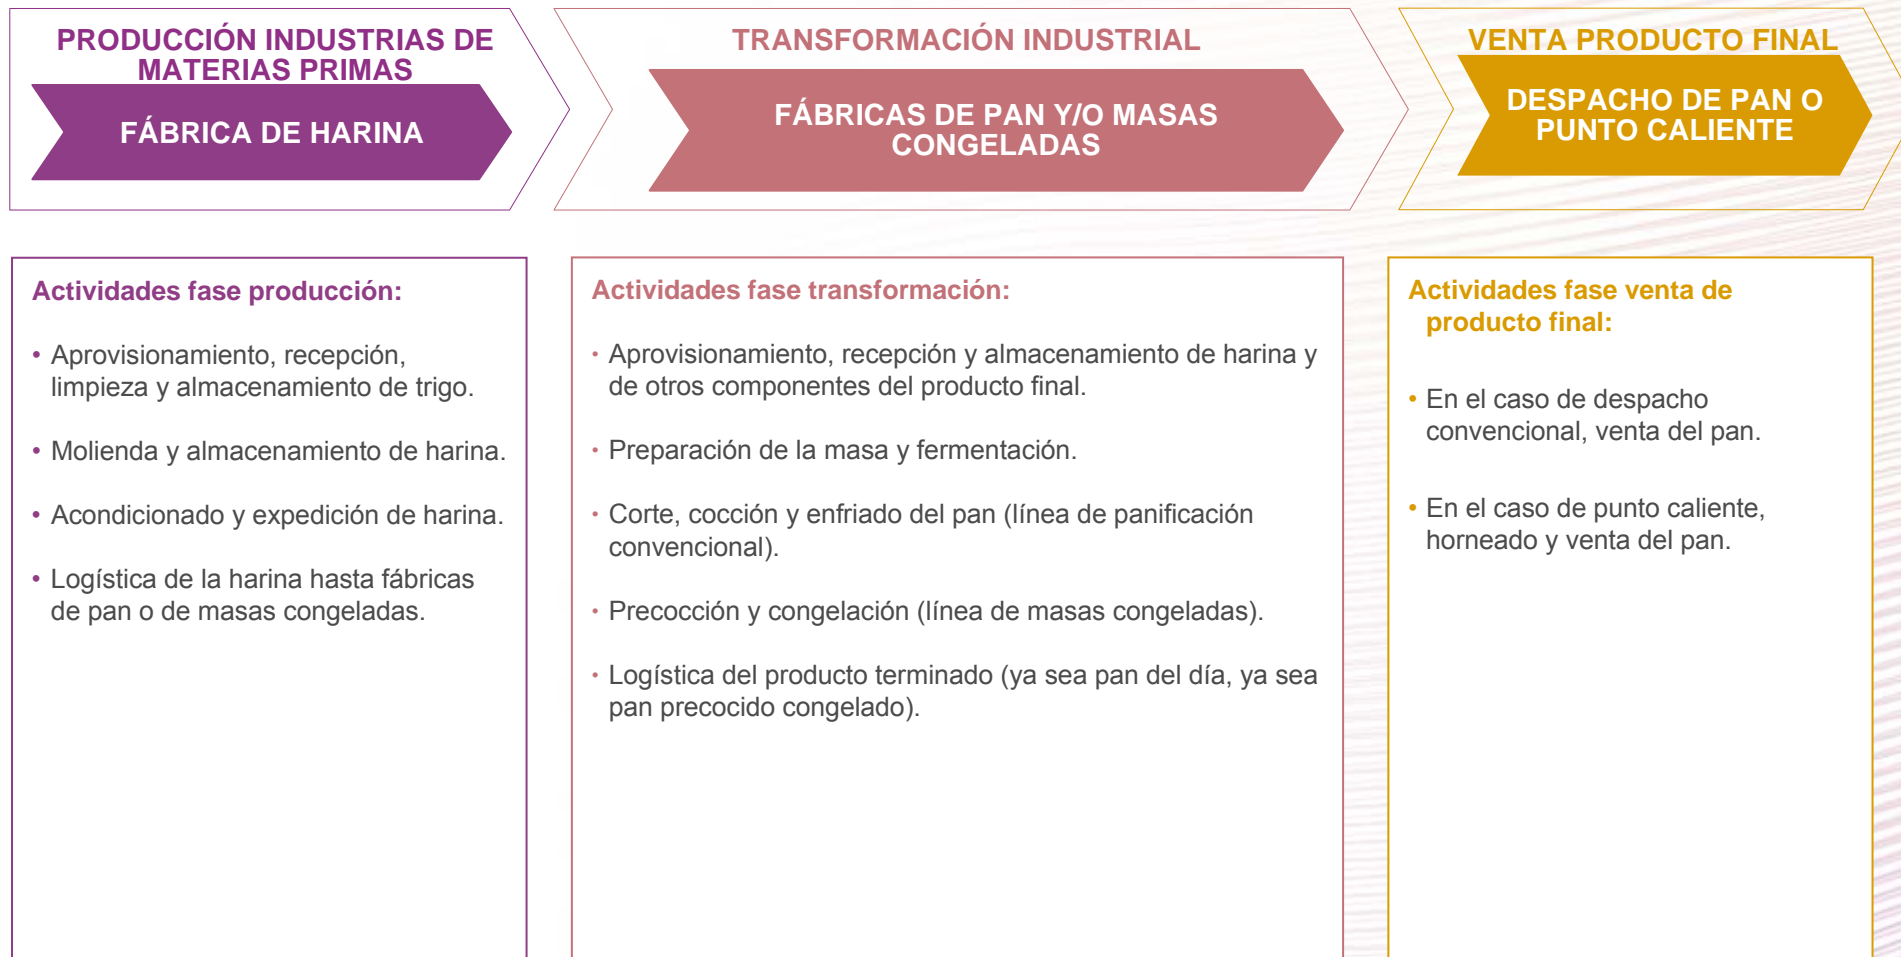 PRODUCCIÓN INDUSTRIAS DE
MATERIAS PRIMAS
FÁBRICA DE HARINA
TRANSFORMACIÓN INDUSTRIAL
FÁBRICAS DE PAN Y/O MASAS
CONGELADAS
VENTA PRODUCTO FINAL
DESPACHO DE PAN O
PUNTO CALIENTE
Actividades fase producción:
• Aprovisionamiento, recepción,
limpieza y almacenamiento de trigo.
• Molienda y almacenamiento de harina.
• Acondicionado y expedición de harina.
• Logística de la harina hasta fábricas
de pan o de masas congeladas.
Actividades fase transformación:
• Aprovisionamiento, recepción y almacenamiento de harina y
de otros componentes del producto final.
• Preparación de la masa y fermentación.
• Corte, cocción y enfriado del pan (línea de panificación
convencional).
• Precocción y congelación (línea de masas congeladas).
• Logística del producto terminado (ya sea pan del día, ya sea
pan precocido congelado).
Actividades fase venta de
producto final:
• En el caso de despacho
convencional, venta del pan.
• En el caso de punto caliente,
horneado y venta del pan.